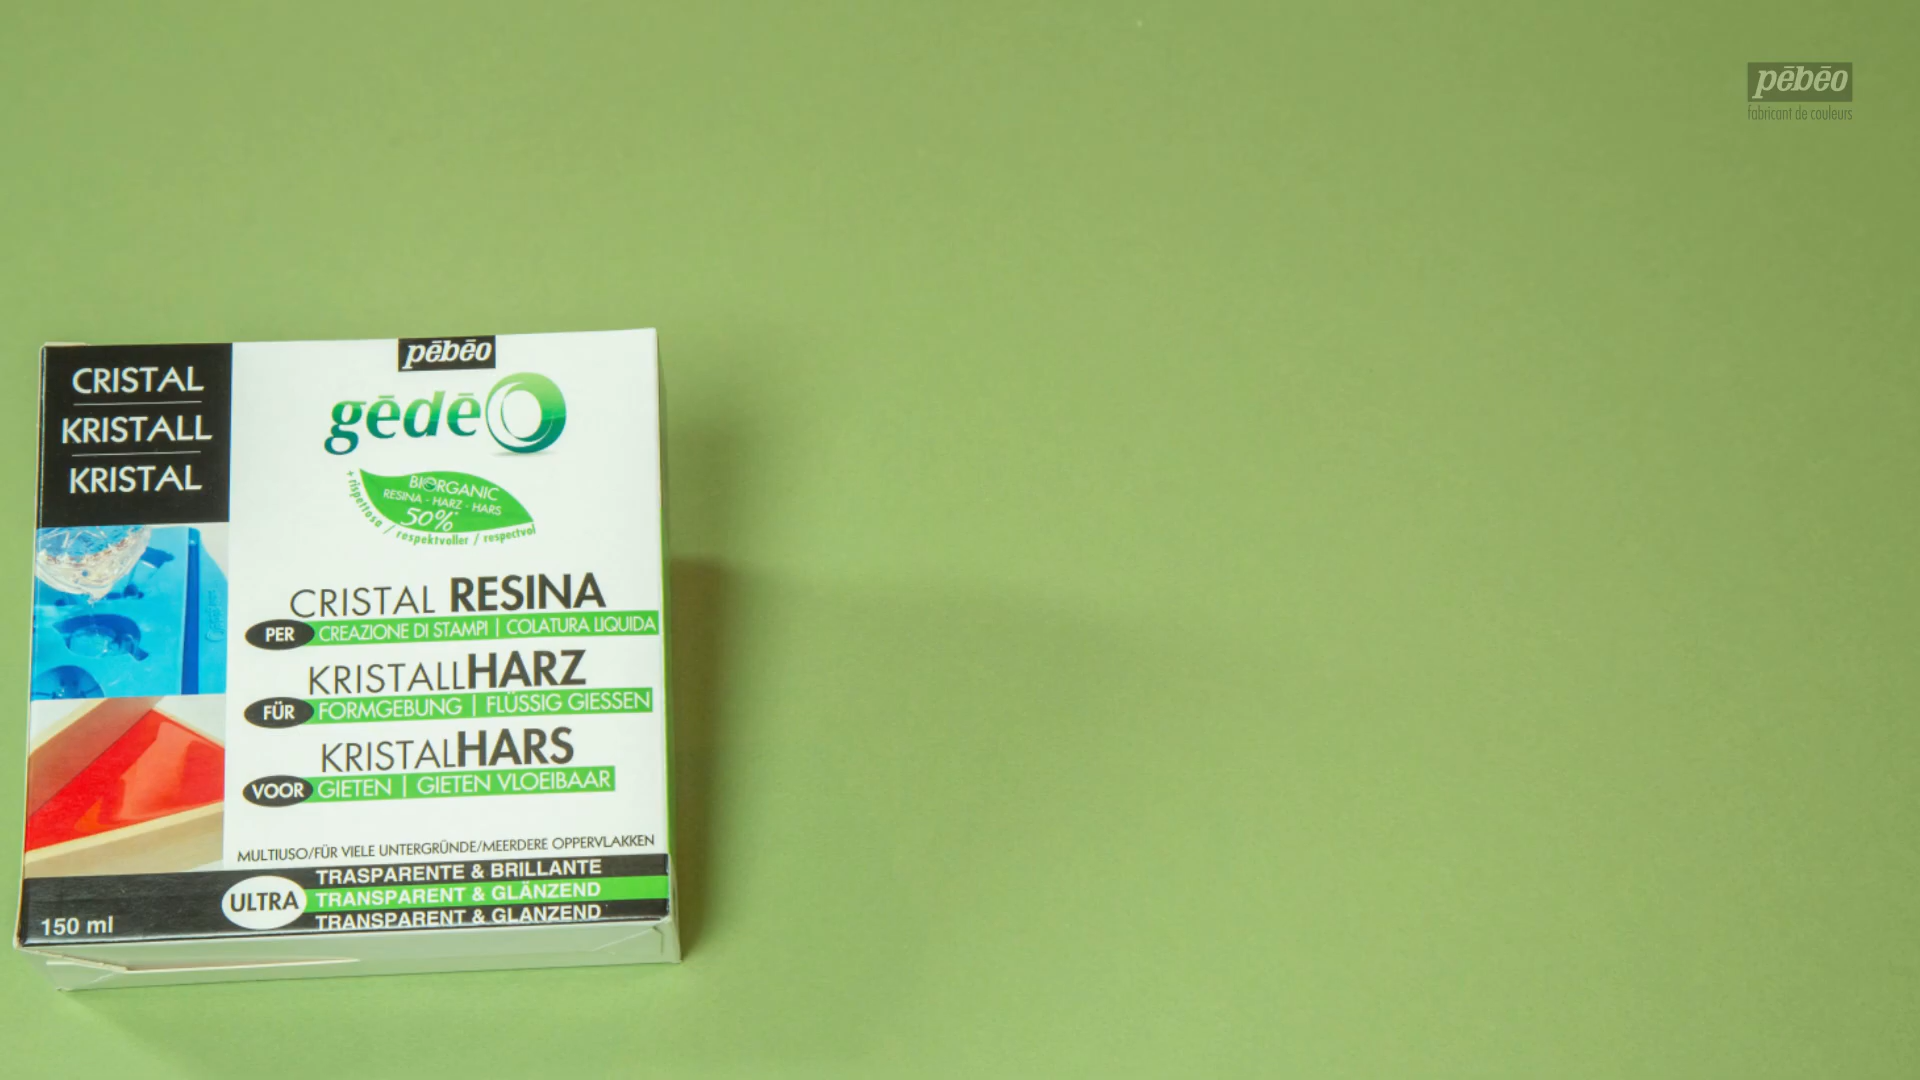 pēbēo
fabricant de couleurs
CRISTAL
KRISTALL
KRISTAL
pēbēo
gēdēO
BIORGANIC
RESINA - HARZ - HARS
50%*
+ rispettosa / respektvoller / respectvol
CRISTAL RESINA
PER CREAZIONE DI STAMPI | COLATURA LIQUIDA
KRISTALLHARZ
FÜR FORMGEBUNG | FLÜSSIG GIESSEN
KRISTALHARS
VOOR GIETEN | GIETEN VLOEIBAAR
MULTIUSO/FÜR VIELE UNTERGRÜNDE/MEERDERE OPPERVLAKKEN
ULTRA
TRASPARENTE & BRILLANTE
TRANSPARENT & GLÄNZEND
TRANSPARENT & GLANZEND
150 ml